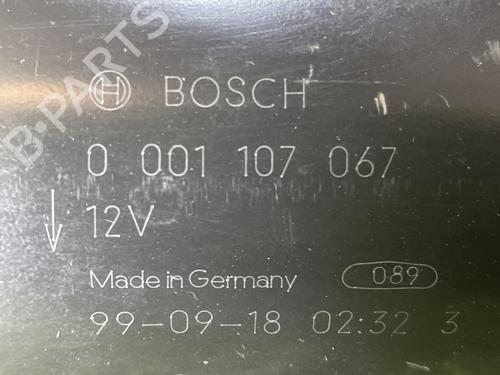 B-PARTS
BOSCH
0 001 107 067
12V
Made in Germany 089
99-09-18 02:32 3